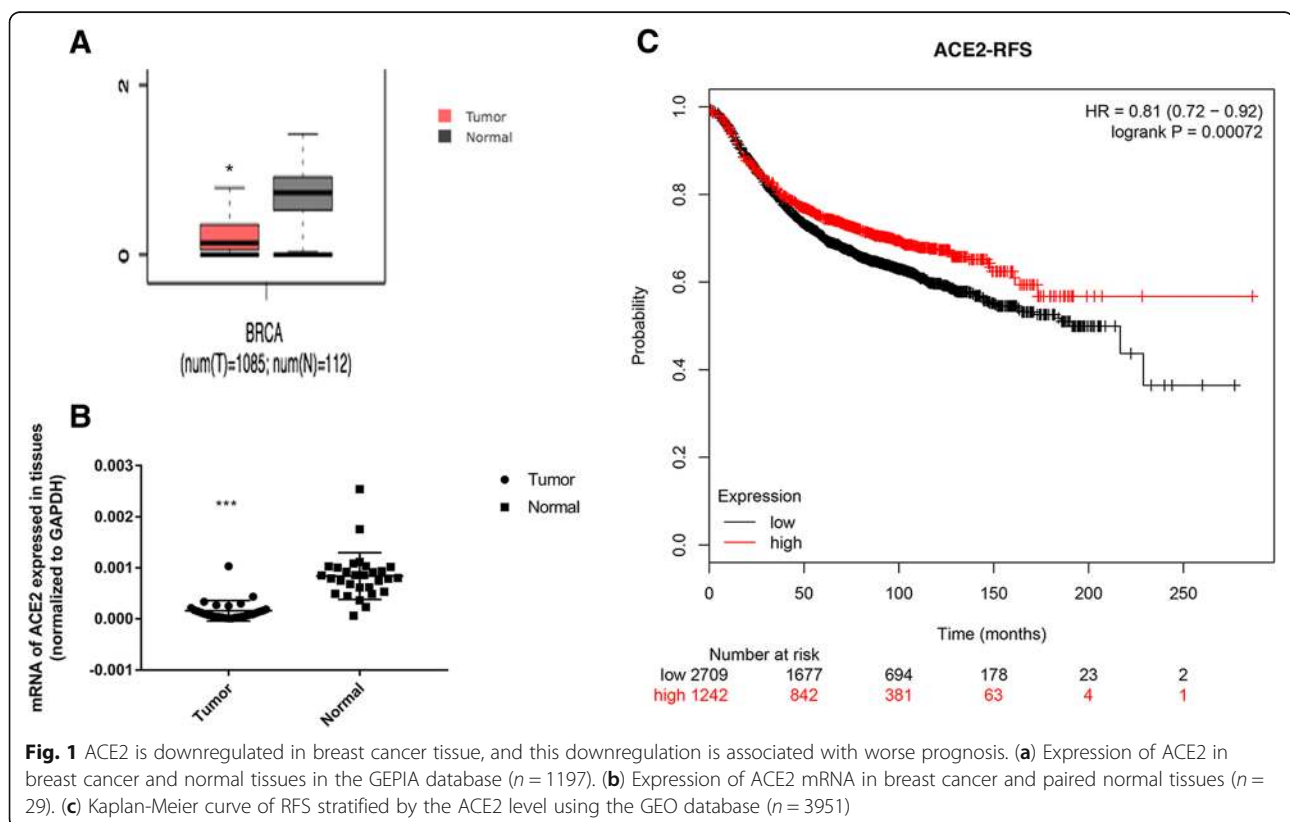 A
2
0
Tumor
Normal
*
BRCA
(num(T)=1085; num(N)=112)
B
mRNA of ACE2 expressed in tissues
(normalized to GAPDH)
0.003
0.002
0.001
0.000
-0.001
***
Tumor
Normal
Tumor
Normal
C
ACE2-RFS
HR = 0.81 (0.72 − 0.92)
logrank P = 0.00072
Probability
1.0
0.8
0.6
0.4
0.2
0.0
Expression
low
high
0 50 100 150 200 250
Time (months)
Number at risk
low 2709 1677 694 178 23 2
high 1242 842 381 63 4 1
Fig. 1 ACE2 is downregulated in breast cancer tissue, and this downregulation is associated with worse prognosis. (a) Expression of ACE2 in
breast cancer and normal tissues in the GEPIA database (n = 1197). (b) Expression of ACE2 mRNA in breast cancer and paired normal tissues (n =
29). (c) Kaplan-Meier curve of RFS stratified by the ACE2 level using the GEO database (n = 3951)